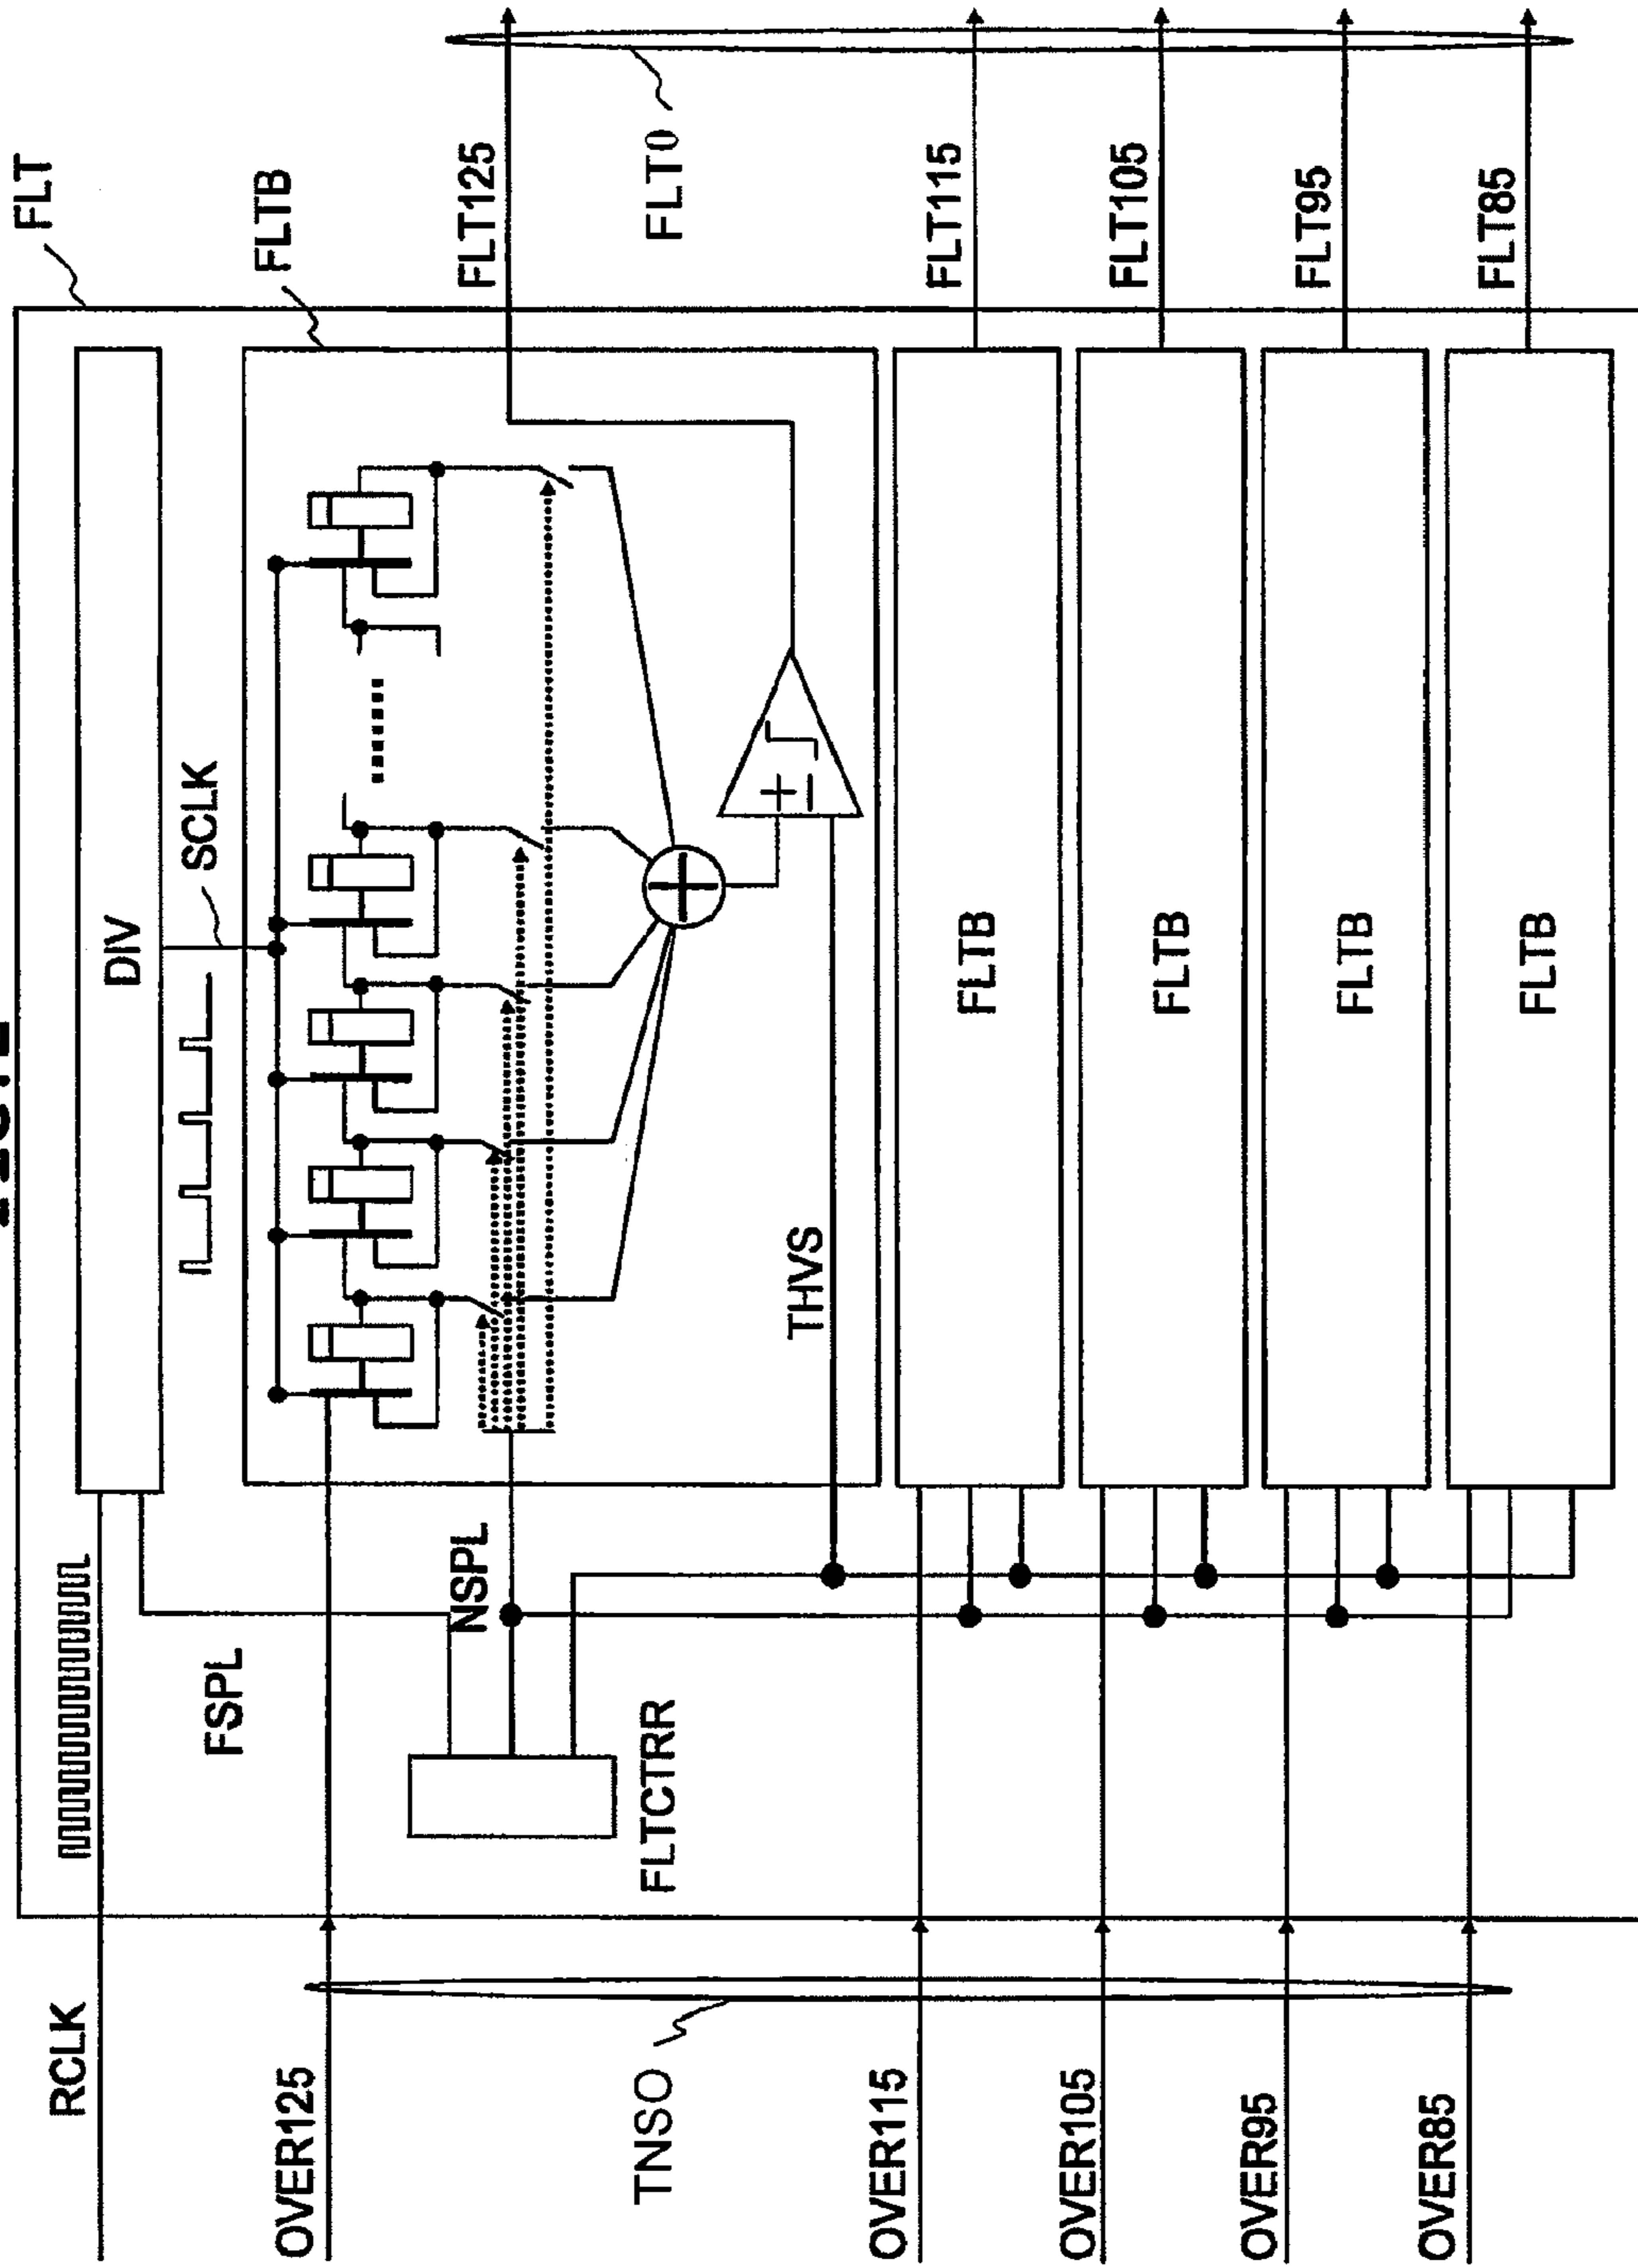 FLT
FLTB
RCLK
DIV
SCLK
FSPL
OVER125
FLT125
NSPL
FLTCTRR
TNSO
FLT0
THVS
OVER115
FLTB
FLT115
OVER105
FLTB
FLT105
OVER95
FLTB
FLT95
OVER85
FLTB
FLT85